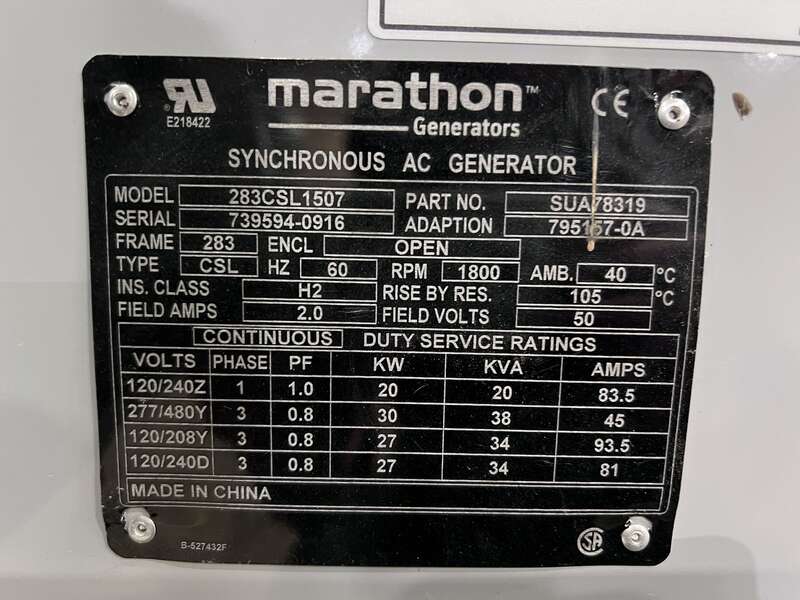 marathon™
E218422
Generators
CE
SYNCHRONOUS AC GENERATOR
MODEL 283CSL1507 PART NO. SUA78319
SERIAL 739594-0916 ADAPTION 795167-0A
FRAME 283 ENCL OPEN
TYPE CSL HZ 60 RPM 1800 AMB. 40 °C
INS. CLASS H2 RISE BY RES. 105 °C
FIELD AMPS 2.0 FIELD VOLTS 50
CONTINUOUS DUTY SERVICE RATINGS
VOLTS PHASE PF KW KVA AMPS
120/240Z 1 1.0 20 20 83.5
277/480Y 3 0.8 30 38 45
120/208Y 3 0.8 27 34 93.5
120/240D 3 0.8 27 34 81
MADE IN CHINA
B-527432F